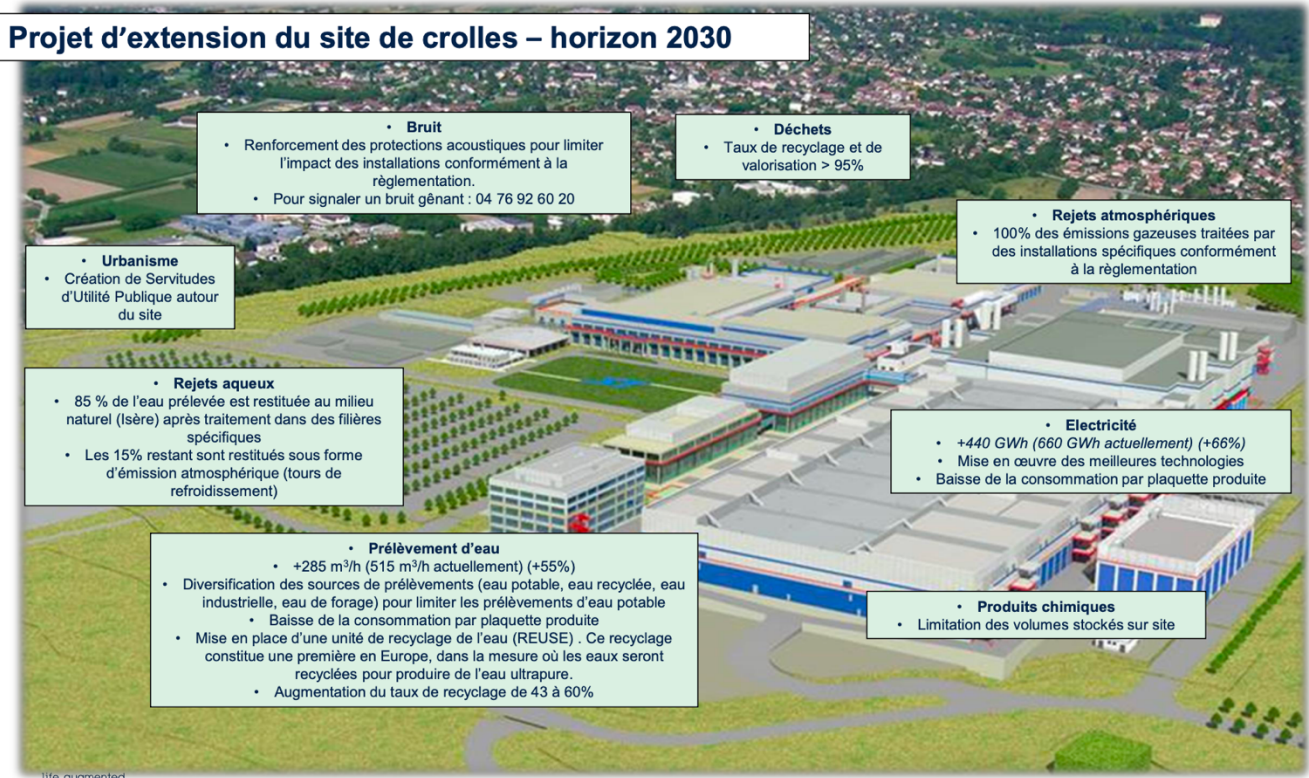 Projet d'extension du site de crolles – horizon 2030
• Bruit
• Renforcement des protections acoustiques pour limiter
l'impact des installations conformément à la
règlementation.
• Pour signaler un bruit gênant : 04 76 92 60 20
• Déchets
• Taux de recyclage et de
valorisation > 95%
• Rejets atmosphériques
• 100% des émissions gazeuses traitées par
des installations spécifiques conformément
à la règlementation
• Urbanisme
• Création de Servitudes
d'Utilité Publique autour
du site
• Rejets aqueux
• 85 % de l'eau prélevée est restituée au milieu
naturel (Isère) après traitement dans des filières
spécifiques
• Les 15% restant sont restitués sous forme
d'émission atmosphérique (tours de
refroidissement)
• Electricité
• +440 GWh (660 GWh actuellement) (+66%)
• Mise en œuvre des meilleures technologies
• Baisse de la consommation par plaquette produite
• Prélèvement d'eau
• +285 m³/h (515 m³/h actuellement) (+55%)
• Diversification des sources de prélèvements (eau potable, eau recyclée, eau
industrielle, eau de forage) pour limiter les prélèvements d'eau potable
• Baisse de la consommation par plaquette produite
• Mise en place d'une unité de recyclage de l'eau (REUSE) . Ce recyclage
constitue une première en Europe, dans la mesure où les eaux seront
recyclées pour produire de l'eau ultrapure.
• Augmentation du taux de recyclage de 43 à 60%
• Produits chimiques
• Limitation des volumes stockés sur site
life.augmented